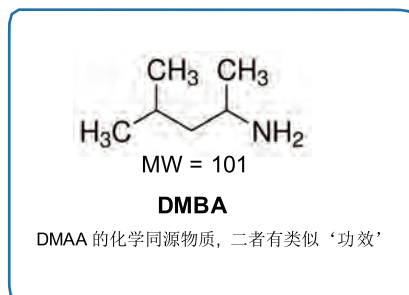 CH₃ CH₃
H₃C NH₂
MW = 101
DMBA
DMAA 的化学同源物质, 二者有类似‘功效’